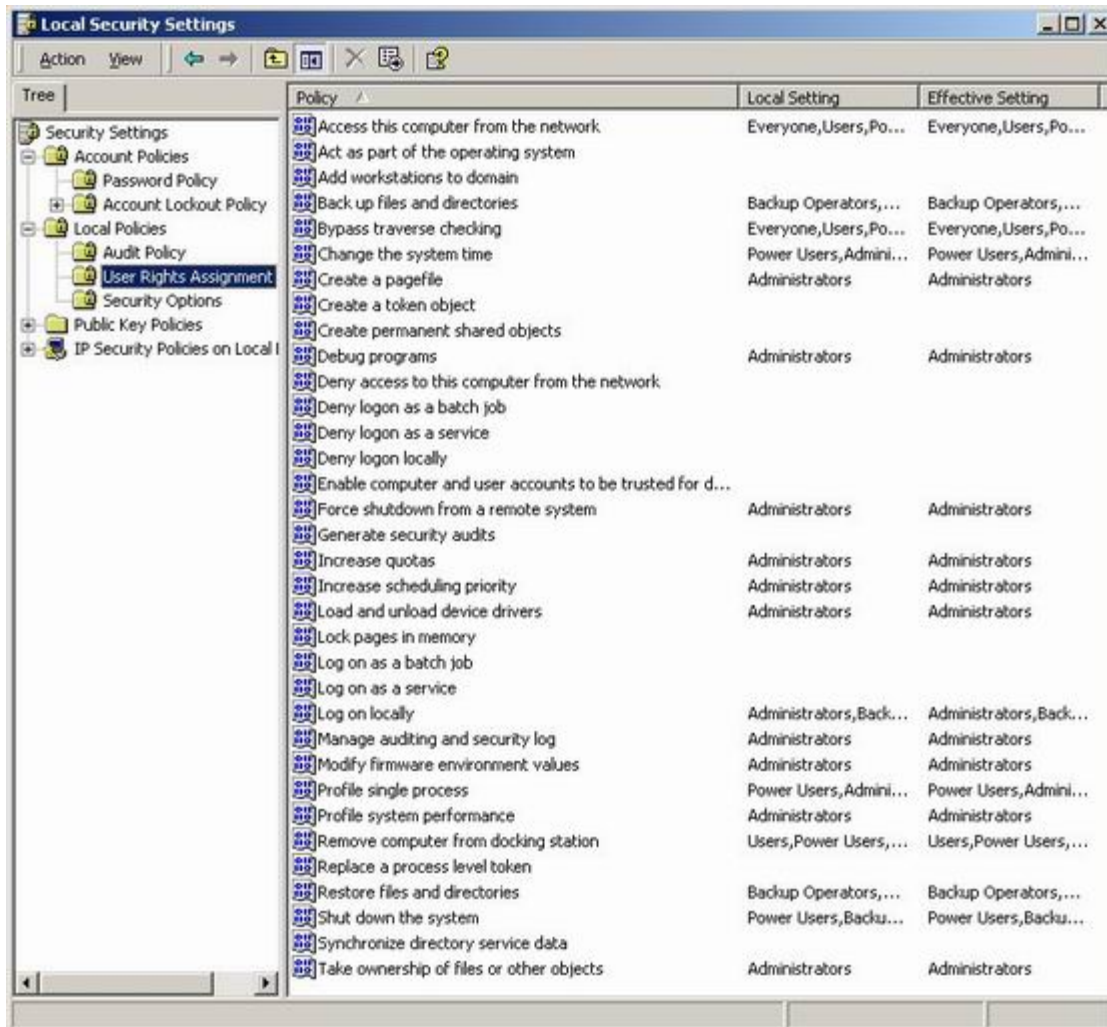 Local Security Settings
Action View
Tree
Security Settings
Account Policies
Password Policy
Account Lockout Policy
Local Policies
Audit Policy
User Rights Assignment
Security Options
Public Key Policies
IP Security Policies on Local
Policy Local Setting Effective Setting
Access this computer from the network Everyone,Users,Po... Everyone,Users,Po...
Act as part of the operating system
Add workstations to domain
Back up files and directories Backup Operators,... Backup Operators,...
Bypass traverse checking Everyone,Users,Po... Everyone,Users,Po...
Change the system time Power Users,Admini... Power Users,Admini...
Create a pagefile Administrators Administrators
Create a token object
Create permanent shared objects
Debug programs Administrators Administrators
Deny access to this computer from the network
Deny logon as a batch job
Deny logon as a service
Deny logon locally
Enable computer and user accounts to be trusted for d...
Force shutdown from a remote system Administrators Administrators
Generate security audits
Increase quotas Administrators Administrators
Increase scheduling priority Administrators Administrators
Load and unload device drivers Administrators Administrators
Lock pages in memory
Log on as a batch job
Log on as a service
Log on locally Administrators,Back... Administrators,Back...
Manage auditing and security log Administrators Administrators
Modify firmware environment values Administrators Administrators
Profile single process Power Users,Admini... Power Users,Admini...
Profile system performance Administrators Administrators
Remove computer from docking station Users,Power Users,... Users,Power Users,...
Replace a process level token
Restore files and directories Backup Operators,... Backup Operators,...
Shut down the system Power Users,Backu... Power Users,Backu...
Synchronize directory service data
Take ownership of files or other objects Administrators Administrators